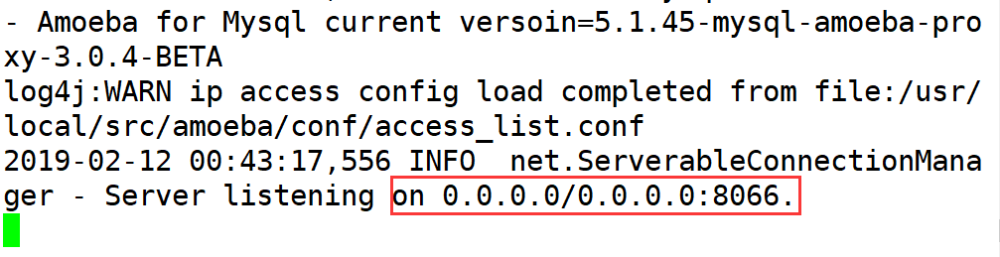 - Amoeba for Mysql current versoin=5.1.45-mysql-amoeba-pro
xy-3.0.4-BETA
log4j:WARN ip access config load completed from file:/usr/
local/src/amoeba/conf/access_list.conf
2019-02-12 00:43:17,556 INFO  net.ServerableConnectionMana
ger - Server listening on 0.0.0.0/0.0.0.0:8066.